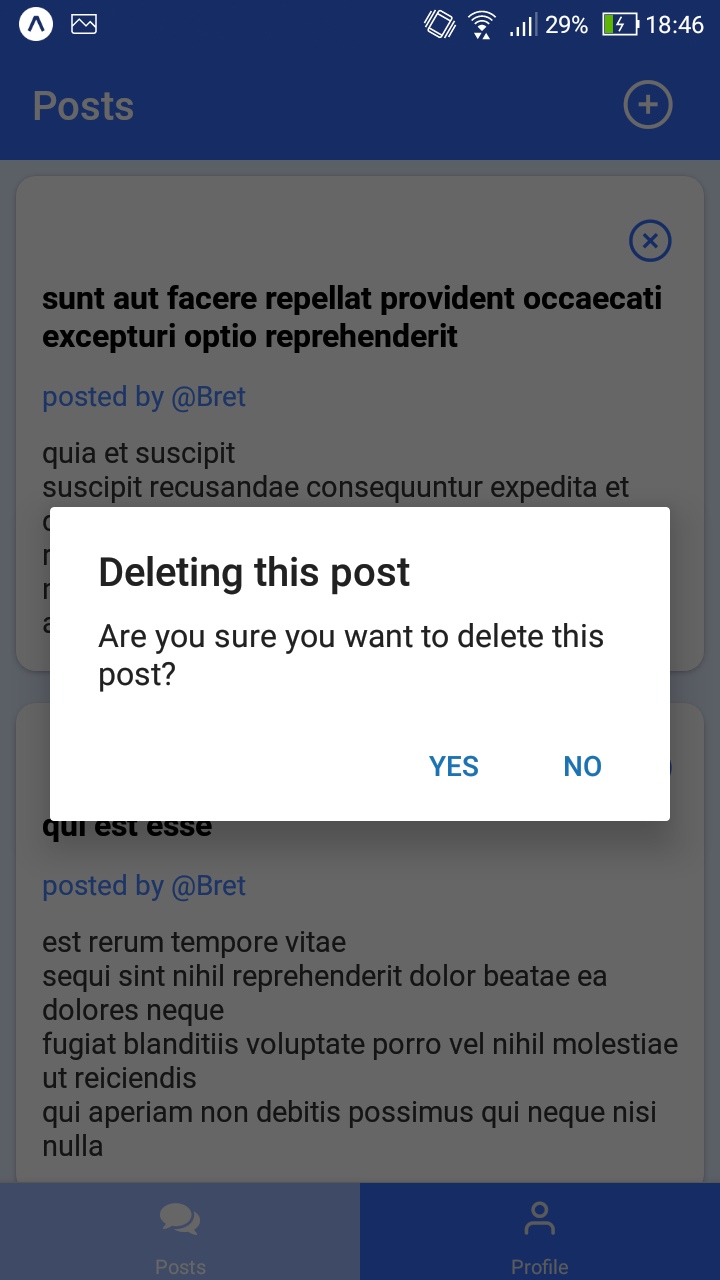 29% 18:46
Posts
sunt aut facere repellat provident occaecati
excepturi optio reprehenderit
posted by @Bret
quia et suscipit
suscipit recusandae consequuntur expedita et
Deleting this post
Are you sure you want to delete this
post?
YES NO
qui est esse
posted by @Bret
est rerum tempore vitae
sequi sint nihil reprehenderit dolor beatae ea
dolores neque
fugiat blanditiis voluptate porro vel nihil molestiae
ut reiciendis
qui aperiam non debitis possimus qui neque nisi
nulla
Posts Profile